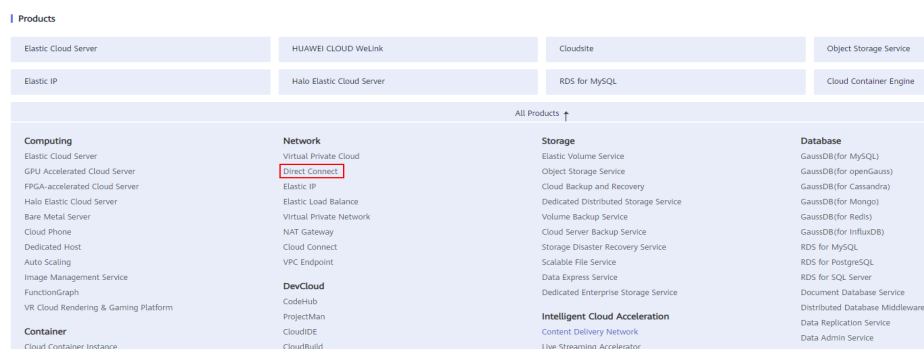 Products
Elastic Cloud Server
HUAWEI CLOUD WeLink
Cloudsite
Object Storage Service
Elastic IP
Halo Elastic Cloud Server
RDS for MySQL
Cloud Container Engine
All Products ↑
Computing
Elastic Cloud Server
GPU Accelerated Cloud Server
FPGA-accelerated Cloud Server
Halo Elastic Cloud Server
Bare Metal Server
Cloud Phone
Dedicated Host
Auto Scaling
Image Management Service
FunctionGraph
VR Cloud Rendering & Gaming Platform
Container
Cloud Container Instance
Network
Virtual Private Cloud
Direct Connect
Elastic IP
Elastic Load Balance
Virtual Private Network
NAT Gateway
Cloud Connect
VPC Endpoint
DevCloud
CodeHub
ProjectMan
CloudIDE
CloudBuild
Storage
Elastic Volume Service
Object Storage Service
Cloud Backup and Recovery
Dedicated Distributed Storage Service
Volume Backup Service
Cloud Server Backup Service
Storage Disaster Recovery Service
Scalable File Service
Data Express Service
Dedicated Enterprise Storage Service
Intelligent Cloud Acceleration
Content Delivery Network
Live Streaming Accelerator
Database
GaussDB(for MySQL)
GaussDB(for openGauss)
GaussDB(for Cassandra)
GaussDB(for Mongo)
GaussDB(for Redis)
GaussDB(for InfluxDB)
RDS for MySQL
RDS for PostgreSQL
RDS for SQL Server
Document Database Service
Distributed Database Middleware
Data Replication Service
Data Admin Service